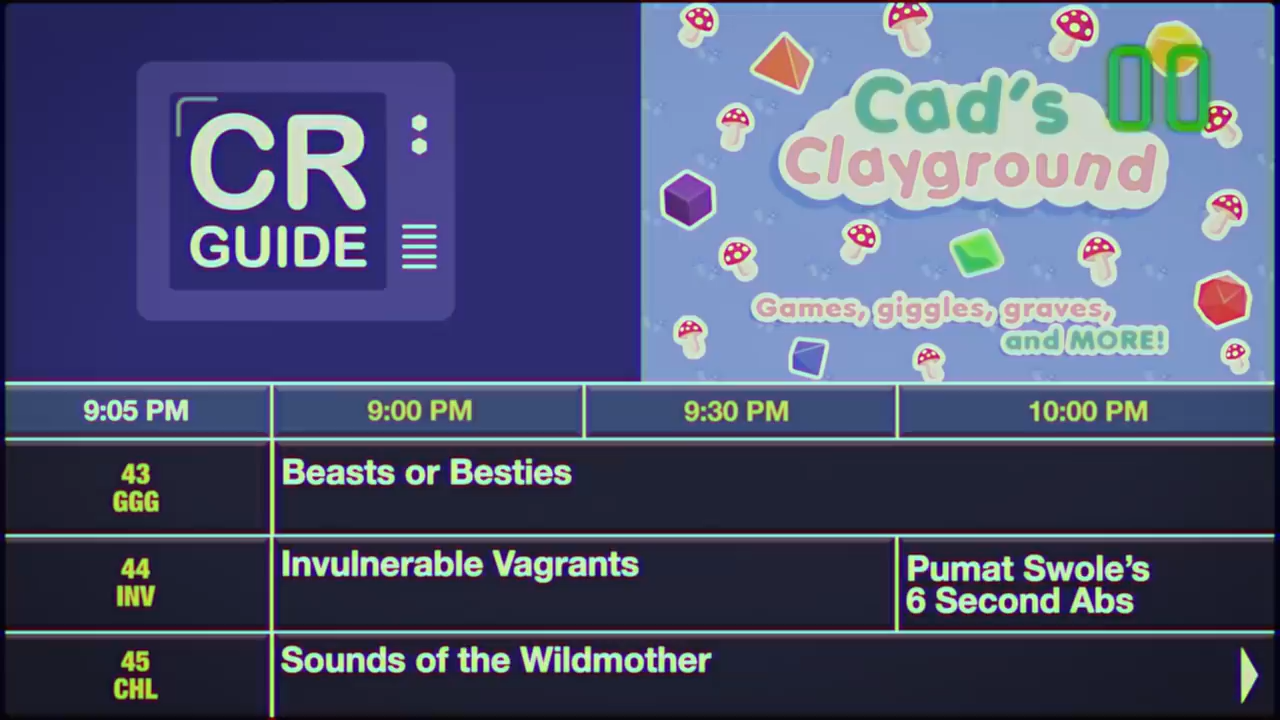 CR
GUIDE
Cad's
Clayground
00
Games, giggles, graves,
and MORE!
9:05 PM
9:00 PM
9:30 PM
10:00 PM
43
GGG
Beasts or Besties
44
INV
Invulnerable Vagrants
Pumat Swole's
6 Second Abs
45
CHL
Sounds of the Wildmother